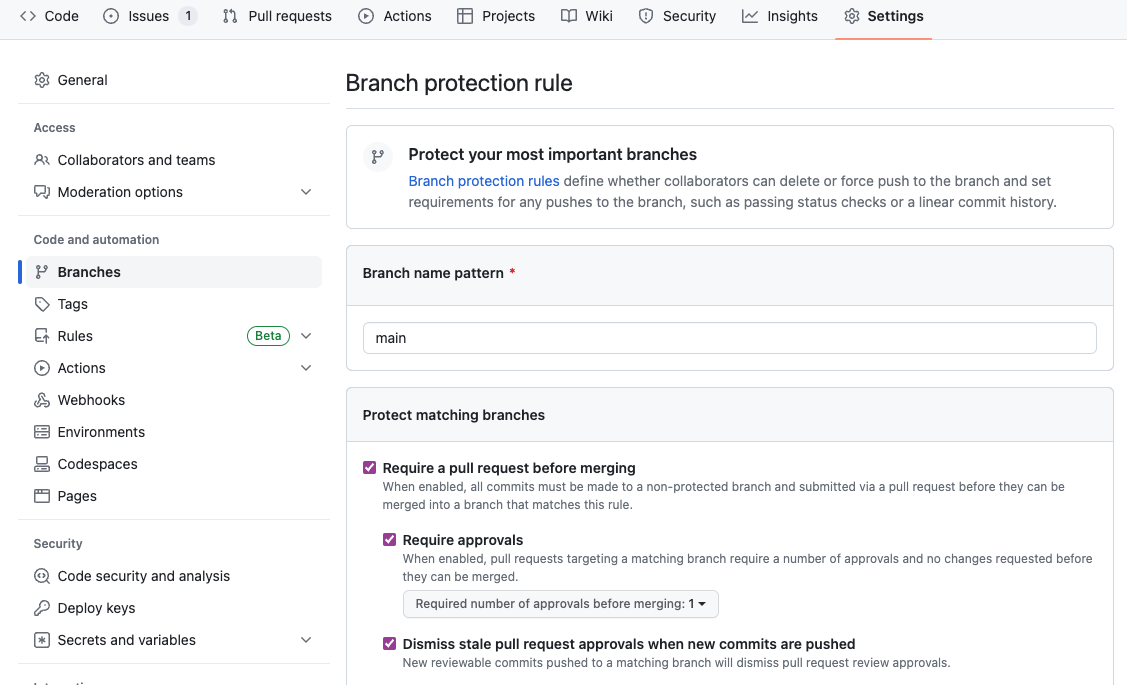 Code Issues 1 Pull requests Actions Projects Wiki Security Insights Settings
General
Access
Collaborators and teams
Moderation options
Code and automation
Branches
Tags
Rules Beta
Actions
Webhooks
Environments
Codespaces
Pages
Security
Code security and analysis
Deploy keys
Secrets and variables
Branch protection rule
Protect your most important branches
Branch protection rules define whether collaborators can delete or force push to the branch and set
requirements for any pushes to the branch, such as passing status checks or a linear commit history.
Branch name pattern *
main
Protect matching branches
Require a pull request before merging
When enabled, all commits must be made to a non-protected branch and submitted via a pull request before they can be
merged into a branch that matches this rule.
Require approvals
When enabled, pull requests targeting a matching branch require a number of approvals and no changes requested before
they can be merged.
Required number of approvals before merging: 1
Dismiss stale pull request approvals when new commits are pushed
New reviewable commits pushed to a matching branch will dismiss pull request review approvals.